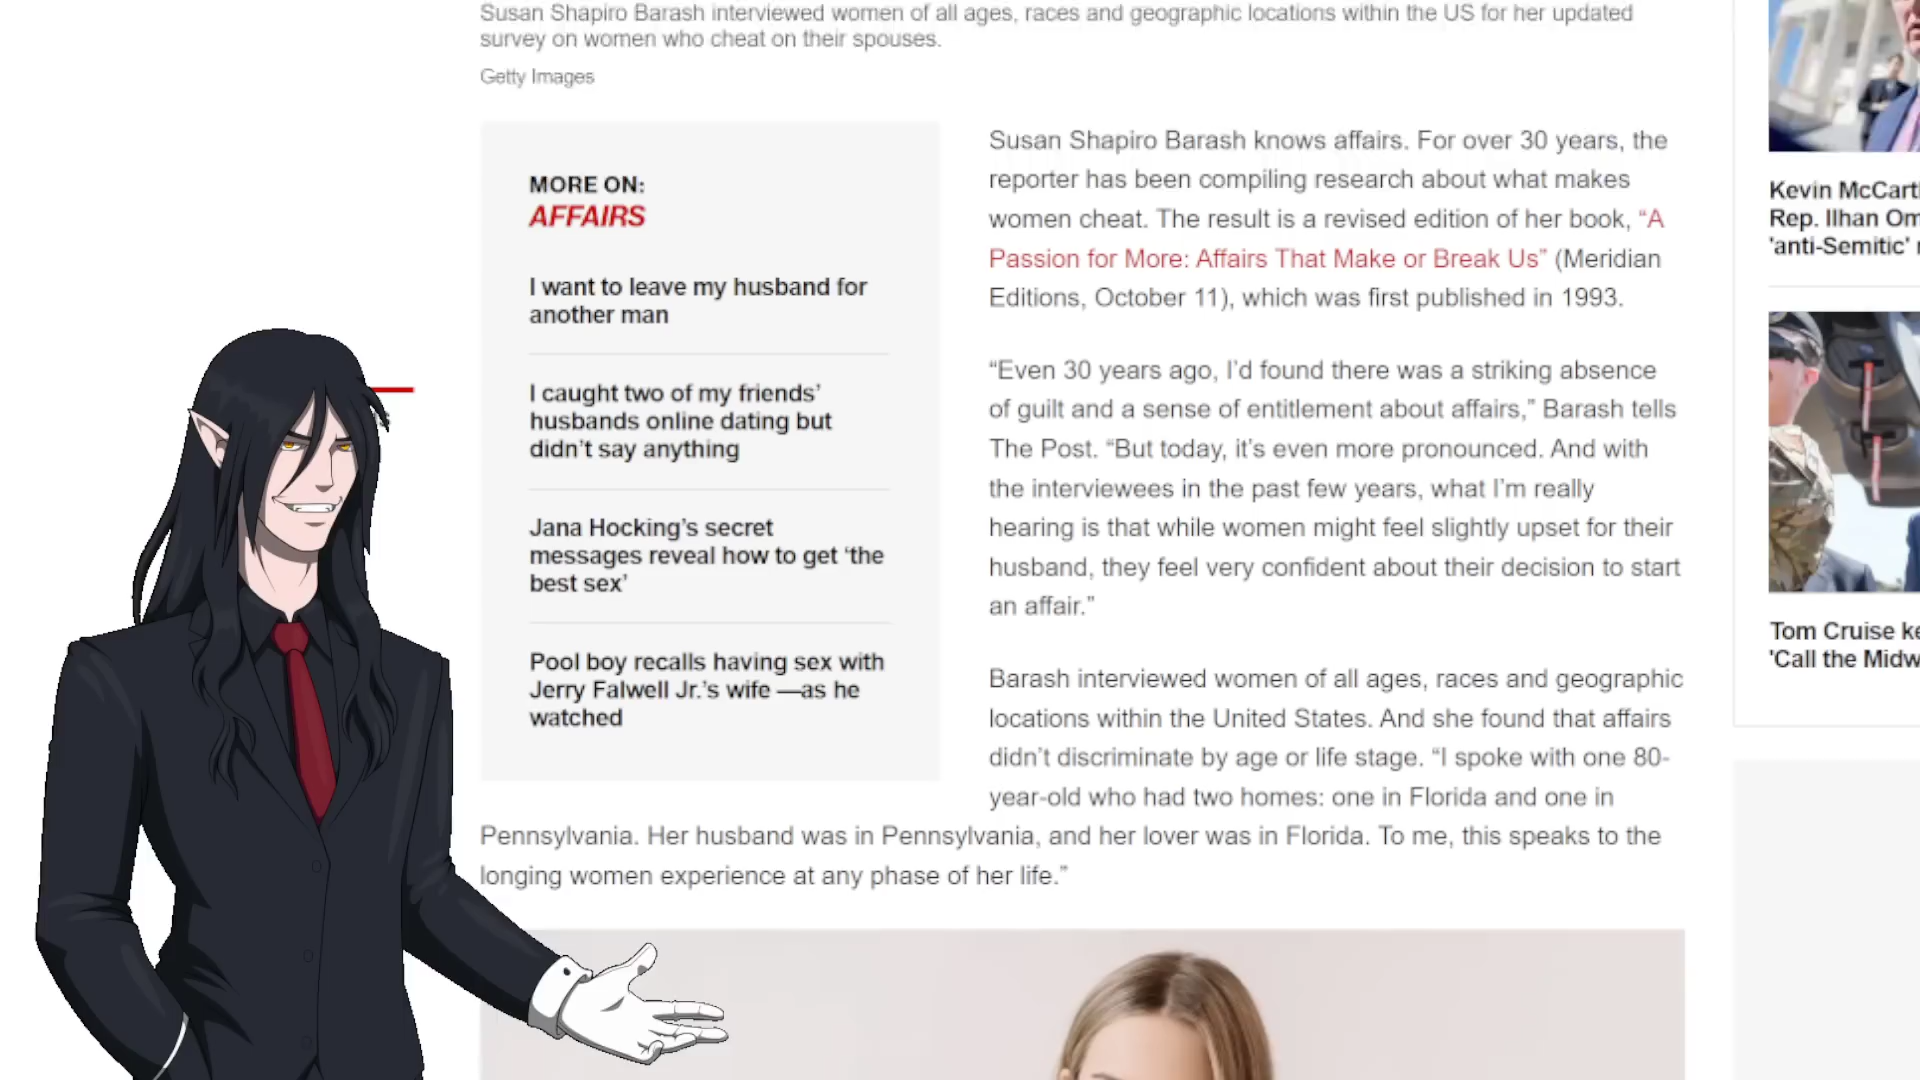 Susan Shapiro Barash interviewed women of all ages, races and geographic locations within the US for her updated
survey on women who cheat on their spouses.
Getty Images
MORE ON:
AFFAIRS
I want to leave my husband for
another man
I caught two of my friends’
husbands online dating but
didn’t say anything
Jana Hocking’s secret
messages reveal how to get ‘the
best sex’
Pool boy recalls having sex with
Jerry Falwell Jr.’s wife —as he
watched
Susan Shapiro Barash knows affairs. For over 30 years, the
reporter has been compiling research about what makes
women cheat. The result is a revised edition of her book, “A
Passion for More: Affairs That Make or Break Us” (Meridian
Editions, October 11), which was first published in 1993.
“Even 30 years ago, I’d found there was a striking absence
of guilt and a sense of entitlement about affairs,” Barash tells
The Post. “But today, it’s even more pronounced. And with
the interviewees in the past few years, what I’m really
hearing is that while women might feel slightly upset for their
husband, they feel very confident about their decision to start
an affair.”
Barash interviewed women of all ages, races and geographic
locations within the United States. And she found that affairs
didn’t discriminate by age or life stage. “I spoke with one 80-
year-old who had two homes: one in Florida and one in
Pennsylvania. Her husband was in Pennsylvania, and her lover was in Florida. To me, this speaks to the
longing women experience at any phase of her life.”
Kevin
Rep. Ilhan
'anti-Semitic'
Tom Cruise
'Call the